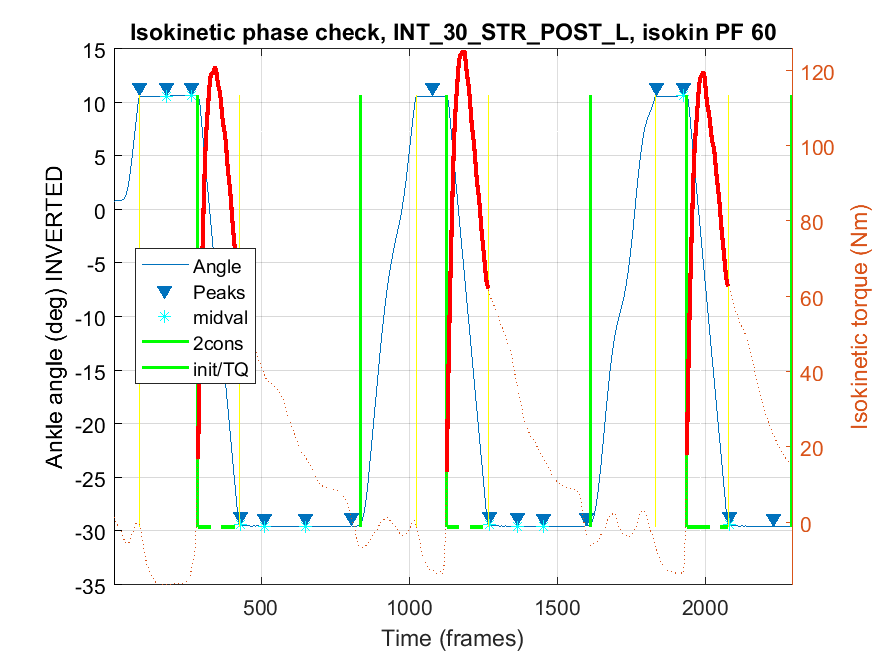 Isokinetic phase check, INT_30_STR_POST_L, isokin PF 60
15
10
5
0
-5
-10
-15
-20
-25
-30
-35
Ankle angle (deg) INVERTED
Angle
Peaks
midval
2cons
init/TQ
120
100
80
60
40
20
0
Isokinetic torque (Nm)
500
1000
1500
2000
Time (frames)